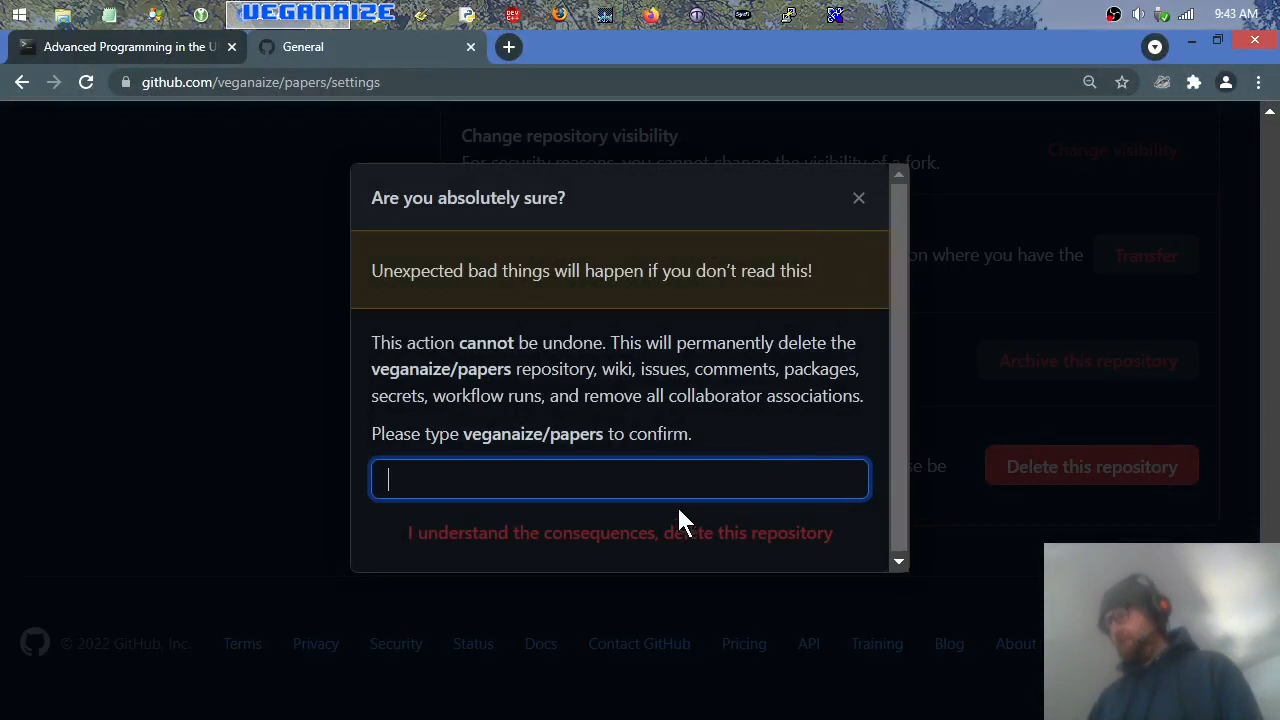 VEGANAIZE
9:43 AM
Advanced Programming in the U
General
github.com/veganaize/papers/settings
Change repository visibility
For security reasons, you cannot change the visibility of a fork.
Change visibility
Are you absolutely sure?
on where you have the
Transfer
Unexpected bad things will happen if you don't read this!
This action cannot be undone. This will permanently delete the
veganaize/papers repository, wiki, issues, comments, packages,
secrets, workflow runs, and remove all collaborator associations.
Archive this repository
Please type veganaize/papers to confirm.
se be
Delete this repository
I understand the consequences, delete this repository
© 2022 GitHub, Inc.
Terms
Privacy
Security
Status
Docs
Contact GitHub
Pricing
API
Training
Blog
About